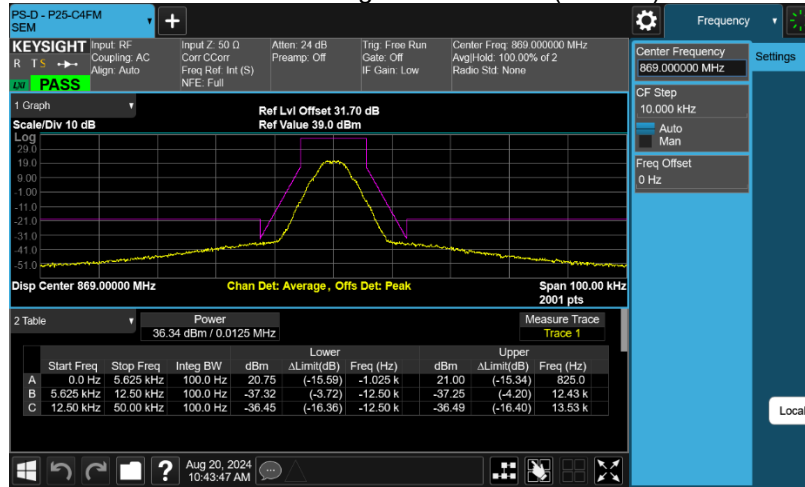 PS-D - P25-C4FM
SEM
Frequency
KEYSIGHT Input: RF Input Z: 50 Ω Atten: 24 dB Trig: Free Run Center Freq: 869.000000 MHz
R T S Coupling: AC Corr CCorr Preamp: Off Gate: Off Avg|Hold: 100.00% of 2
Align: Auto Freq Ref: Int (S) IF Gain: Low Radio Std: None
LXI PASS NFE: Full
Center Frequency
869.000000 MHz
Settings
CF Step
10.000 kHz
Auto
Man
Freq Offset
0 Hz
1 Graph
Scale/Div 10 dB
Ref Lvl Offset 31.70 dB
Ref Value 39.0 dBm
Log
29.0
19.0
9.00
-1.00
-11.0
-21.0
-31.0
-41.0
-51.0
Disp Center 869.00000 MHz Chan Det: Average, Offs Det: Peak Span 100.00 kHz
2001 pts
2 Table Power Measure Trace
36.34 dBm / 0.0125 MHz Trace 1
Lower Upper
Start Freq Stop Freq Integ BW dBm ΔLimit(dB) Freq (Hz) dBm ΔLimit(dB) Freq (Hz)
A 0.0 Hz 5.625 kHz 100.0 Hz 20.75 (-15.59) -1.025 k 21.00 (-15.34) 825.0
B 5.625 kHz 12.50 kHz 100.0 Hz -37.32 (-3.72) -12.50 k -37.25 (-4.20) 12.43 k
C 12.50 kHz 50.00 kHz 100.0 Hz -36.45 (-16.36) -12.50 k -36.49 (-16.40) 13.53 k
Local
? Aug 20, 2024
10:43:47 AM